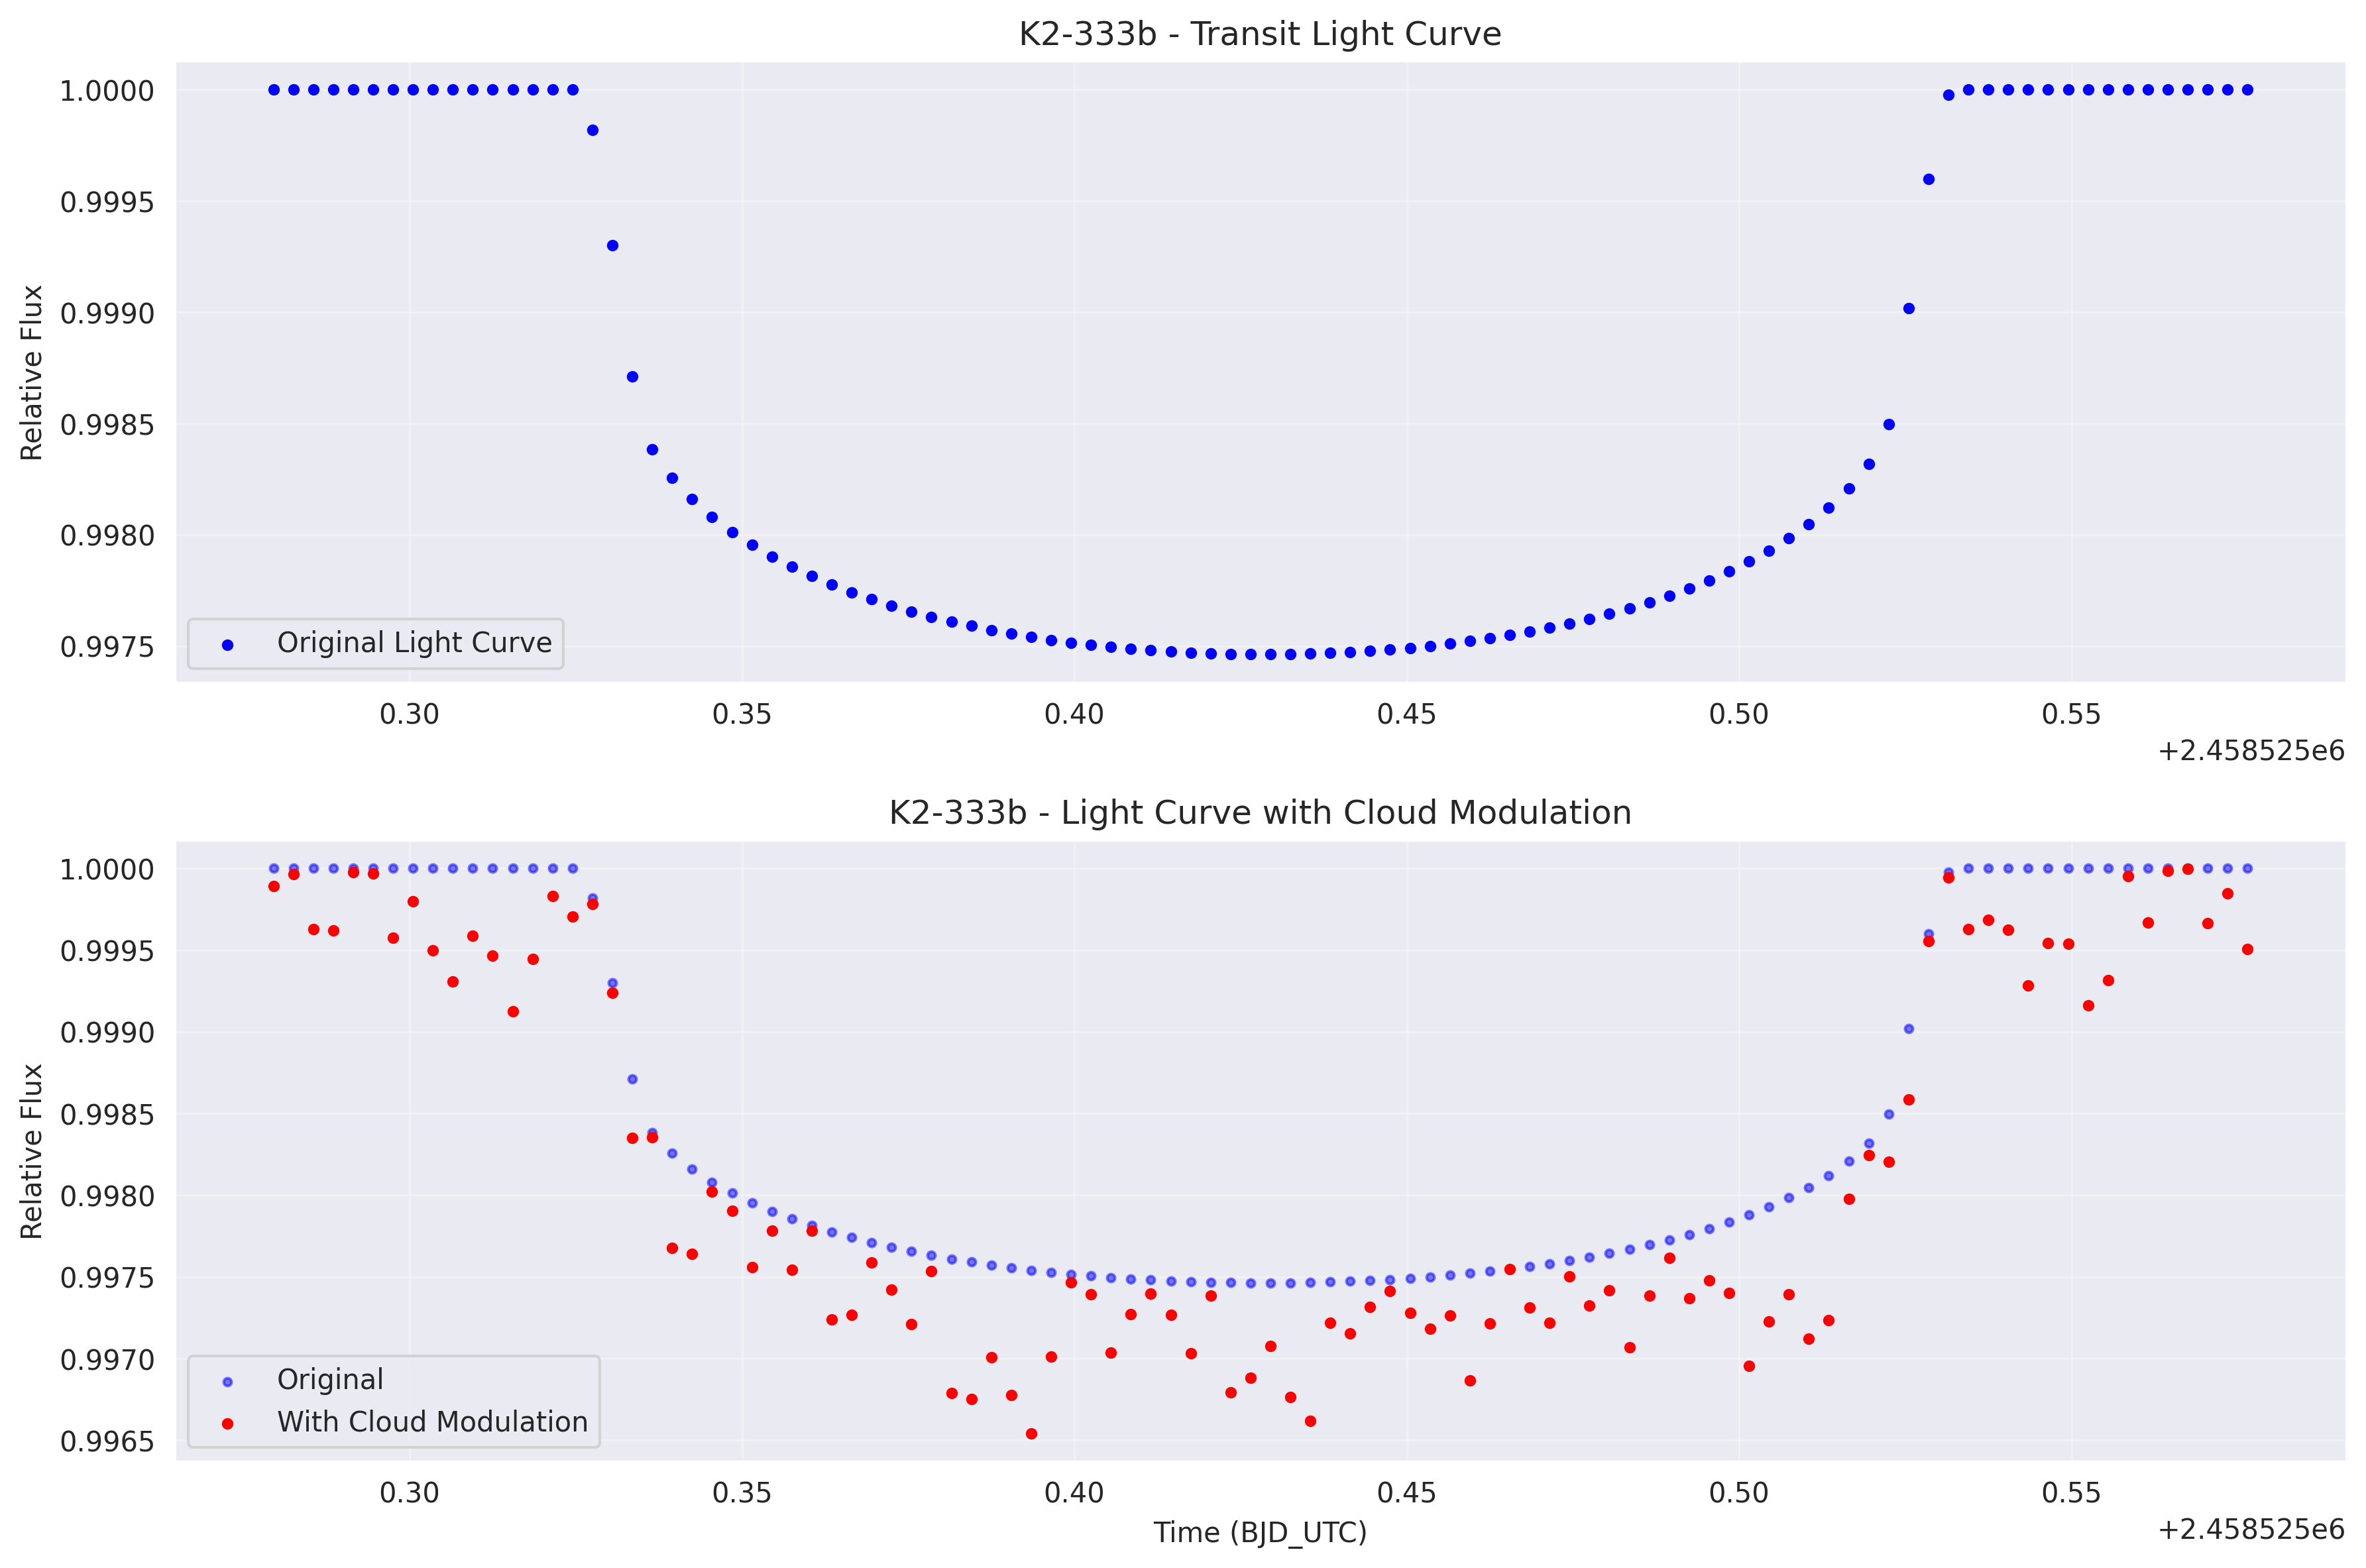 K2-333b - Transit Light Curve
1.0000
0.9995
0.9990
0.9985
0.9980
0.9975
Relative Flux
Original Light Curve
0.30 0.35 0.40 0.45 0.50 0.55
+2.458525e6
K2-333b - Light Curve with Cloud Modulation
1.0000
0.9995
0.9990
0.9985
0.9980
0.9975
0.9970
0.9965
Relative Flux
Original
With Cloud Modulation
0.30 0.35 0.40 0.45 0.50 0.55
Time (BJD_UTC)
+2.458525e6